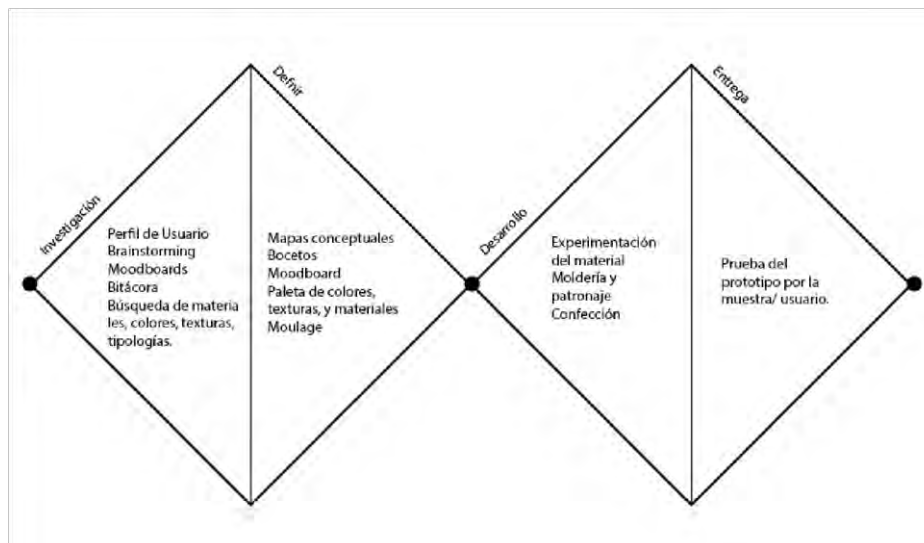 Investigación
Perfil de Usuario
Brainstorming
Moodboards
Bitácora
Búsqueda de materia
les, colores, texturas,
tipologías.
Defnir
Mapas conceptuales
Bocetos
Moodboard
Paleta de colores,
texturas, y materiales
Moulage
Desarrollo
Experimentación
del material
Moldería y
patronaje
Confección
Entrega
Prueba del
prototipo por la
muestra/ usuario.